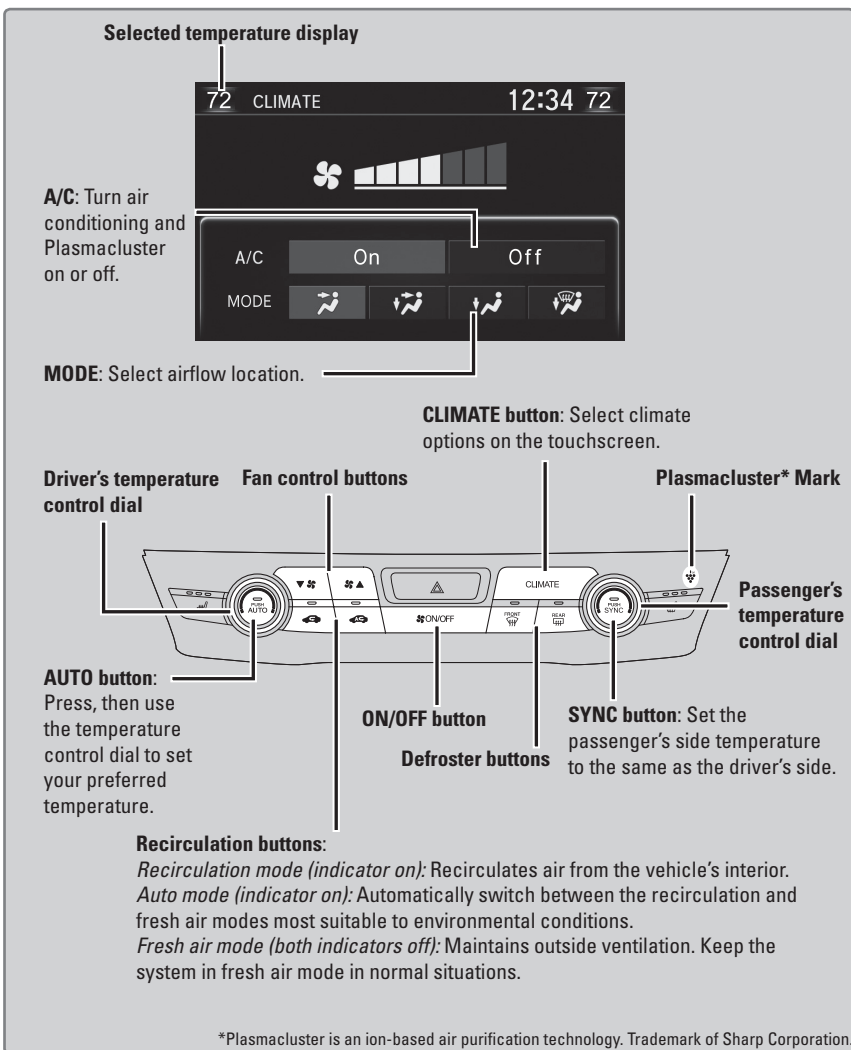 Selected temperature display
72 CLIMATE 12:34 72
A/C: Turn air
conditioning and
Plasmacluster
on or off.
A/C On Off
MODE
MODE: Select airflow location.
CLIMATE button: Select climate
options on the touchscreen.
Driver's temperature
control dial
Fan control buttons
Plasmacluster* Mark
CLIMATE
PUSH
AUTO
PUSH
SYNC
ON/OFF
FRONT
REAR
Passenger's
temperature
control dial
AUTO button:
Press, then use
the temperature
control dial to set
your preferred
temperature.
ON/OFF button
Defroster buttons
SYNC button: Set the
passenger's side temperature
to the same as the driver's side.
Recirculation buttons:
Recirculation mode (indicator on): Recirculates air from the vehicle's interior.
Auto mode (indicator on): Automatically switch between the recirculation and
fresh air modes most suitable to environmental conditions.
Fresh air mode (both indicators off): Maintains outside ventilation. Keep the
system in fresh air mode in normal situations.
*Plasmacluster is an ion-based air purification technology. Trademark of Sharp Corporation.